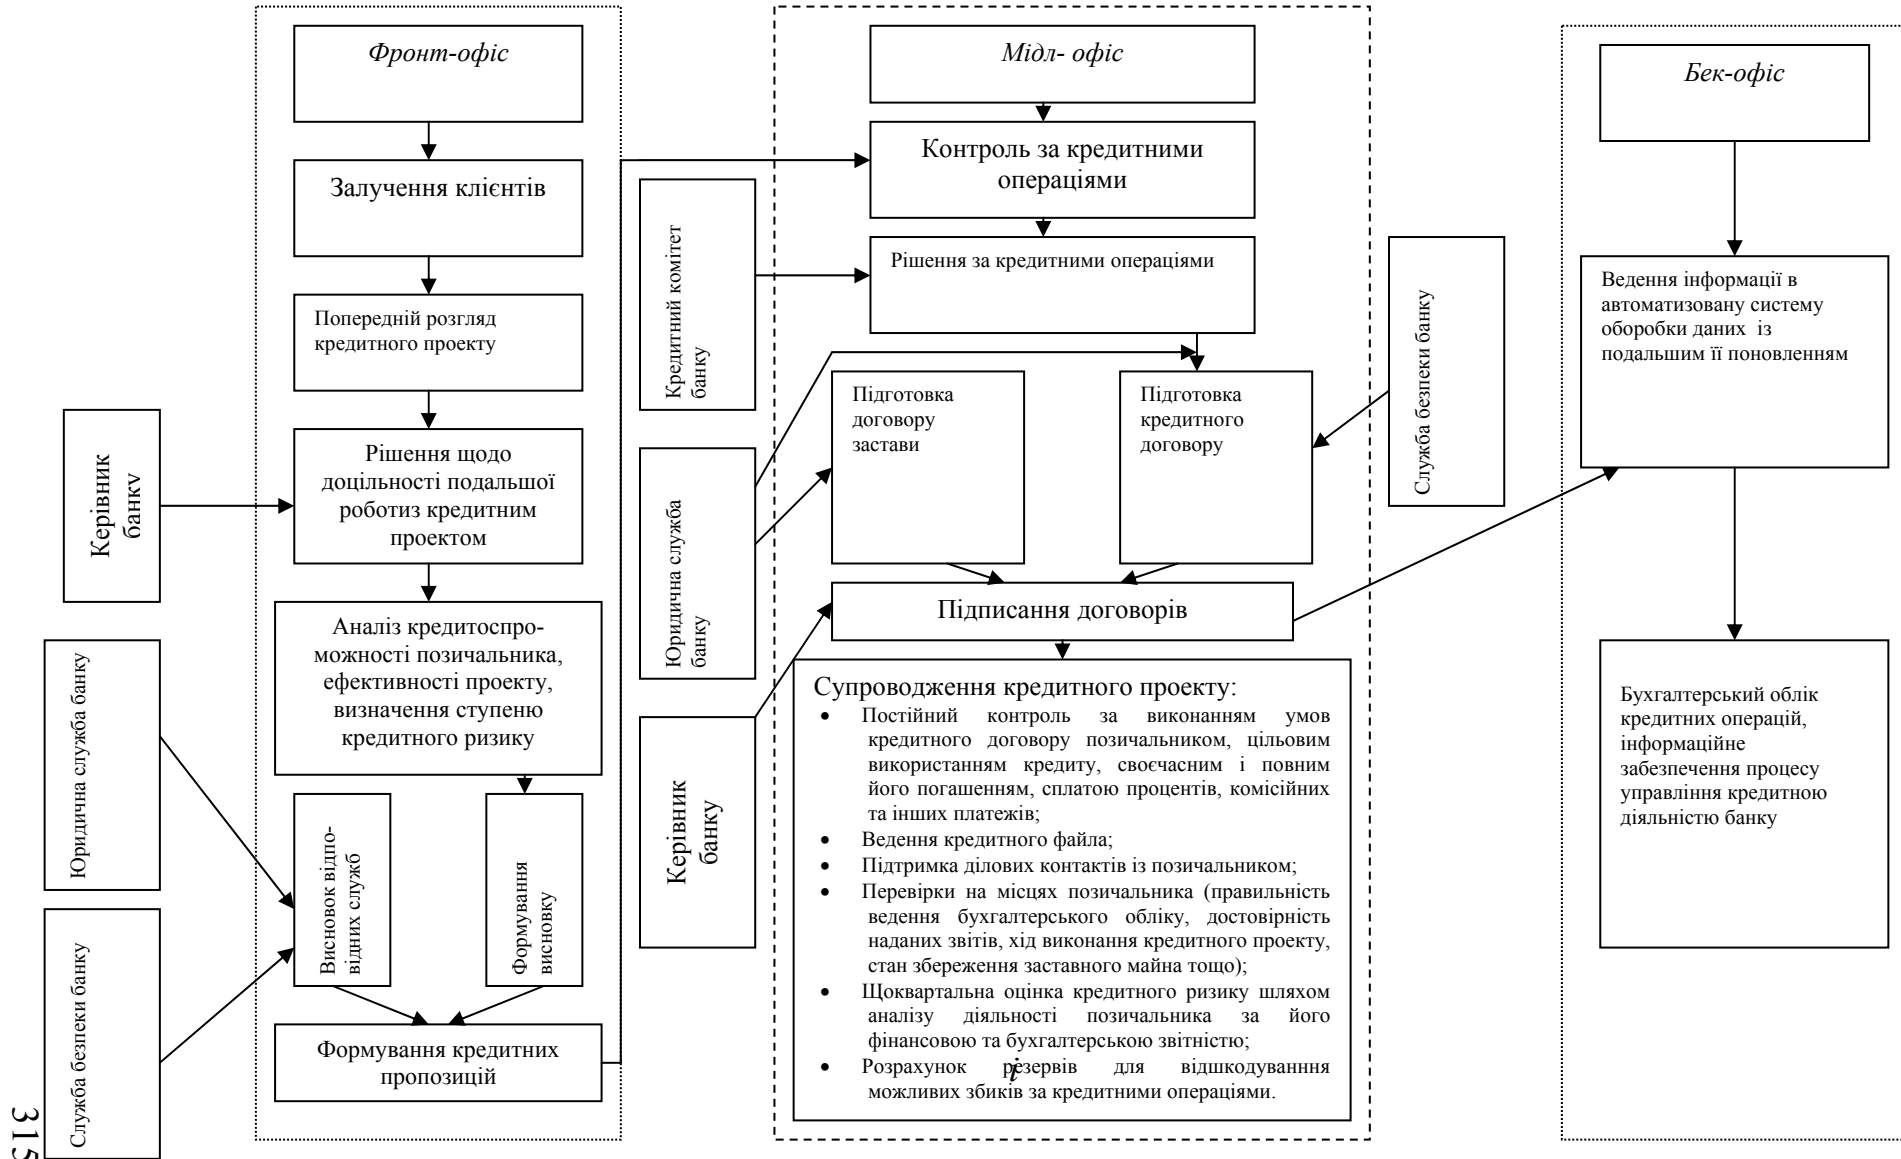 Фронт-офіс
Залучення клієнтів
Попередній розгляд
кредитного проекту
Керівник
банку
Рішення щодо
доцільності подальшої
роботиз кредитним
проектом
Аналіз кредитоспро-
можності позичальника,
ефективності проекту,
визначення ступеню
кредитного ризику
Юридична служба банку
Служба безпеки банку
Висновок відпо-
відних служб
Формування
висновку
Формування кредитних
пропозицій
Мідл- офіс
Контроль за кредитними
операціями
Кредитний комітет
банку
Рішення за кредитними операціями
Юридична служба
банку
Підготовка
договору
застави
Підготовка
кредитного
договору
Служба безпеки банку
Керівник
банку
Підписання договорів
Супроводження кредитного проекту:
• Постійний контроль за виконанням умов
кредитного договору позичальником, цільовим
використанням кредиту, своєчасним і повним
його погашенням, сплатою процентів, комісійних
та інших платежів;
• Ведення кредитного файла;
• Підтримка ділових контактів із позичальником;
• Перевірки на місцях позичальника (правильність
ведення бухгалтерського обліку, достовірність
наданих звітів, хід виконання кредитного проекту,
стан збереження заставного майна тощо);
• Щоквартальна оцінка кредитного ризику шляхом
аналізу діяльності позичальника за його
фінансовою та бухгалтерською звітністю;
• Розрахунок резервів для відшкодуванння
можливих збиків за кредитними операціями.
і
Бек-офіс
Ведення інформації в
автоматизовану систему
оборобки даних із
подальшим її поновленням
Бухгалтерський облік
кредитних операцій,
інформаційне
забезпечення процесу
управління кредитною
діяльністю банку
315